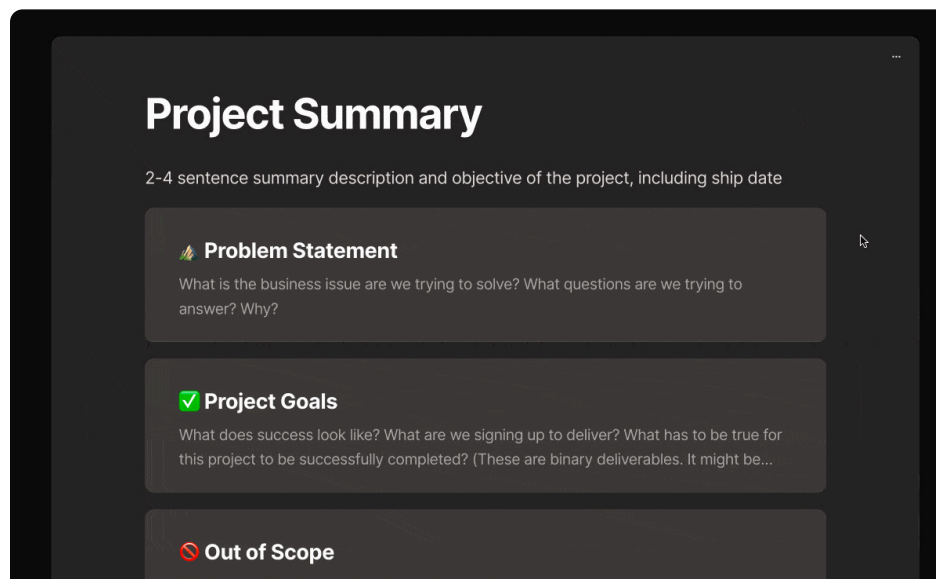 Project Summary
2-4 sentence summary description and objective of the project, including ship date
Problem Statement
What is the business issue are we trying to solve? What questions are we trying to
answer? Why?
Project Goals
What does success look like? What are we signing up to deliver? What has to be true for
this project to be successfully completed? (These are binary deliverables. It might be...
Out of Scope